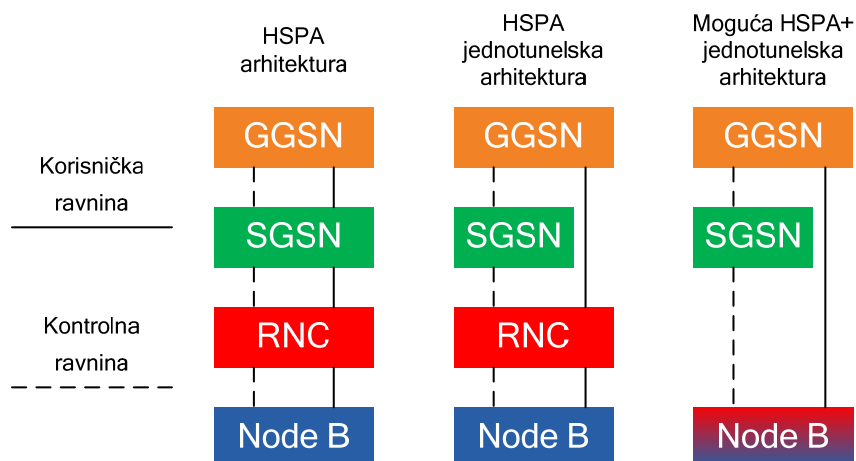 HSPA
arhitektura
HSPA
jednotunelska
arhitektura
Moguća HSPA+
jednotunelska
arhitektura
Korisnička
ravnina
Kontrolna
ravnina
GGSN
SGSN
RNC
Node B
GGSN
SGSN
RNC
Node B
GGSN
SGSN
Node B